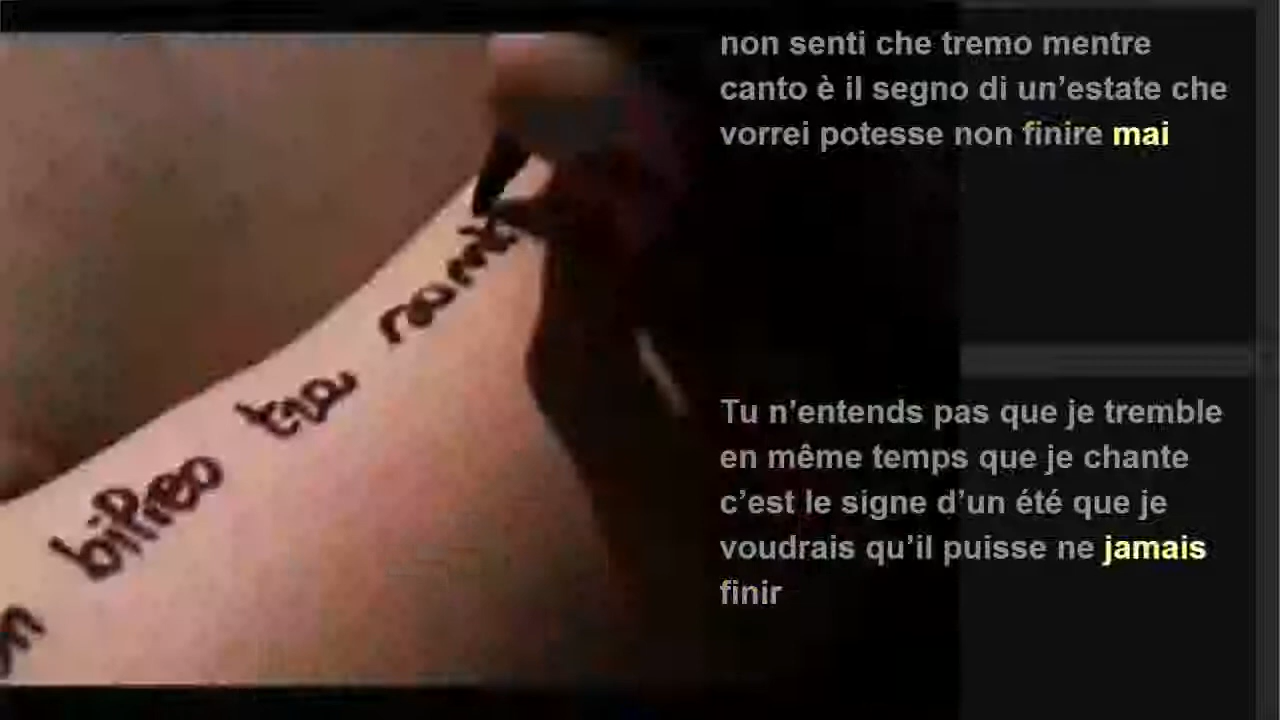 non senti che tremo mentre
canto è il segno di un’estate che
vorrei potesse non finire mai
Tu n’entends pas que je tremble
en même temps que je chante
c’est le signe d’un été que je
voudrais qu’il puisse ne jamais
finir